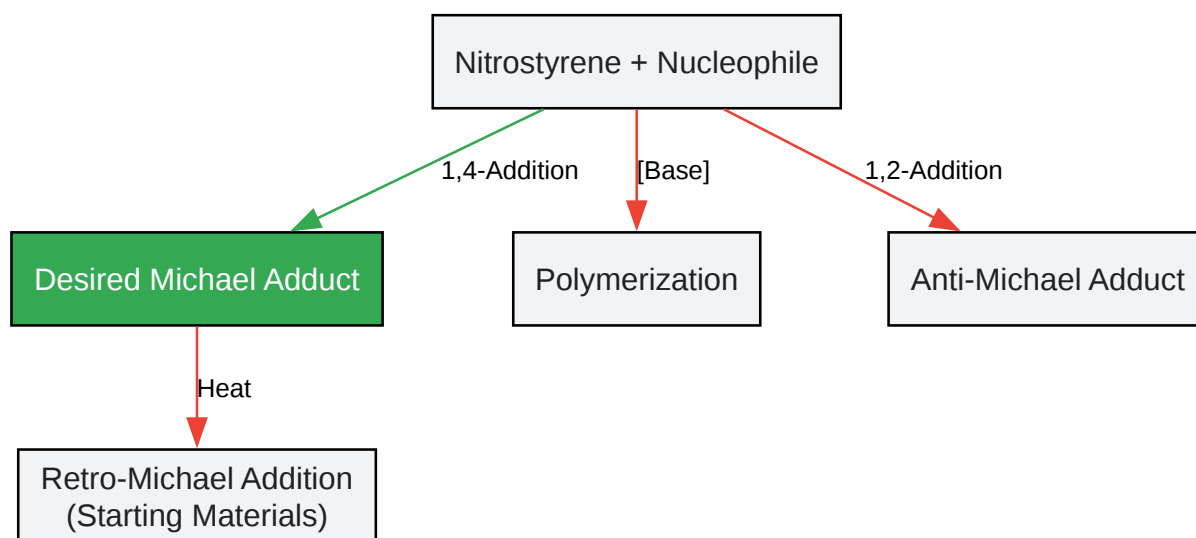 Nitrostyrene + Nucleophile
1,4-Addition
[Base]
1,2-Addition
Desired Michael Adduct
Polymerization
Anti-Michael Adduct
Heat
Retro-Michael Addition
(Starting Materials)